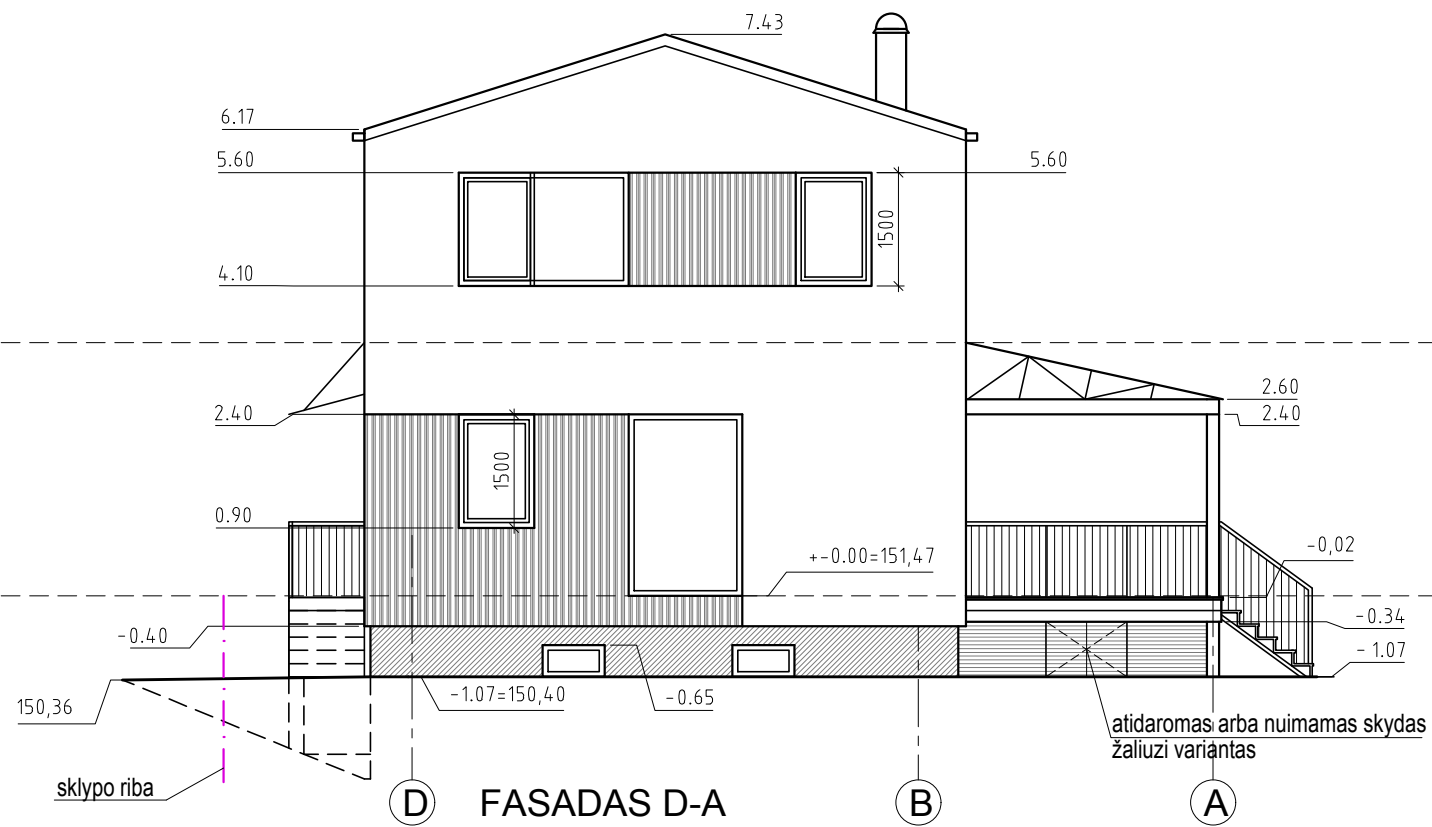 7.43
6.17
5.60
5.60
1500
4.10
2.60
2.40
2.40
1500
0.90
+-0.00=151,47
-0,02
-0.40
-0.34
- 1.07
150,36
-1.07=150,40
-0.65
atidaromas arba nuimamas skydas
žaliuzi variantas
sklypo riba
D
FASADAS D-A
B
A